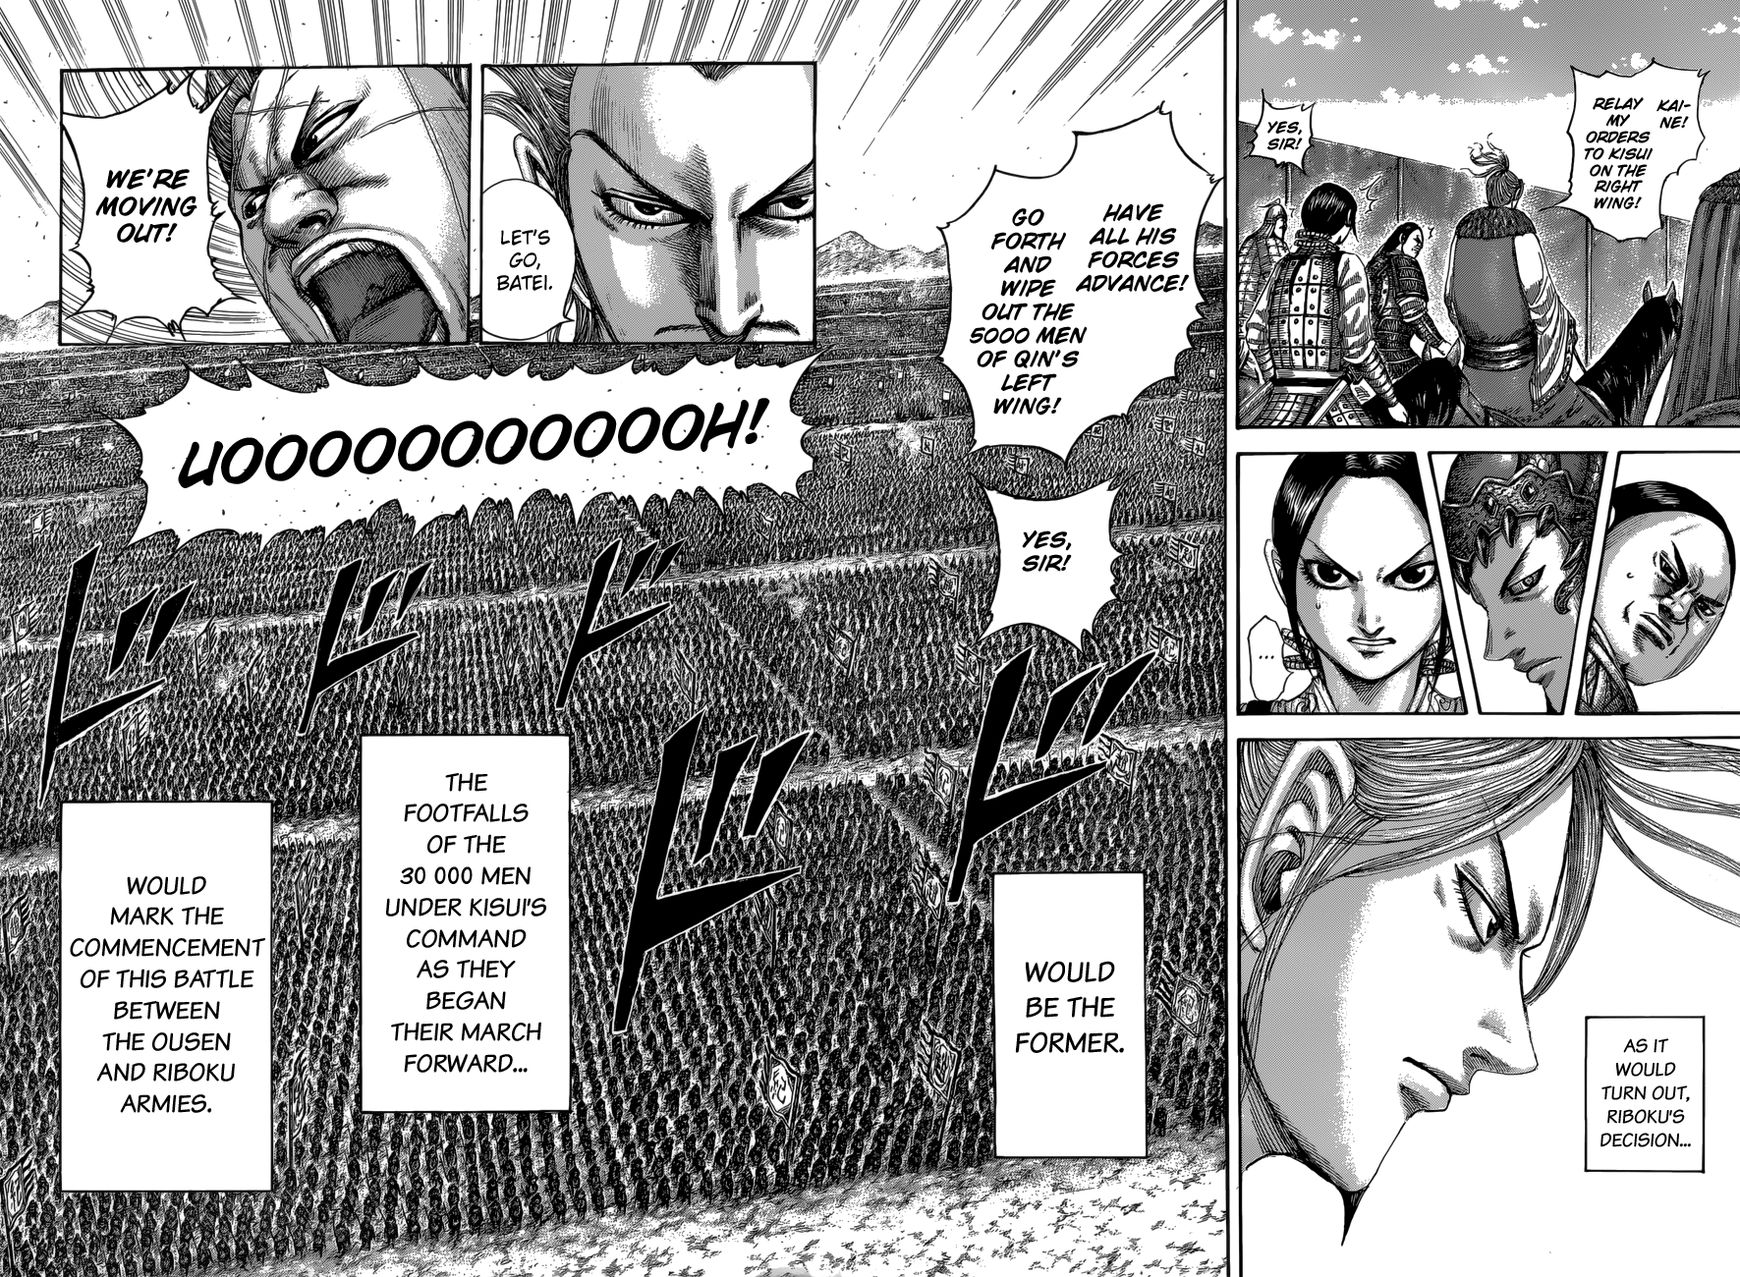 KAI-
NE!
RELAY
MY
ORDERS
TO KISUI
ON THE
RIGHT
WING!
YES,
SIR!
...
AS IT
WOULD
TURN OUT,
RIBOKU'S
DECISION...
HAVE
ALL HIS
FORCES
ADVANCE!
GO
FORTH
AND
WIPE
OUT THE
5000 MEN
OF QIN'S
LEFT
WING!
YES,
SIR!
WOULD
BE THE
FORMER.
LET'S
GO,
BATEI.
WE'RE
MOVING
OUT!
UOOOOOOOOOOOOH!
ド
ド
ド
ド
ド
THE
FOOTFALLS
OF THE
30 000 MEN
UNDER KISUI'S
COMMAND
AS THEY
BEGAN
THEIR MARCH
FORWARD...
WOULD
MARK THE
COMMENCEMENT
OF THIS BATTLE
BETWEEN
THE OUSEN
AND RIBOKU
ARMIES.